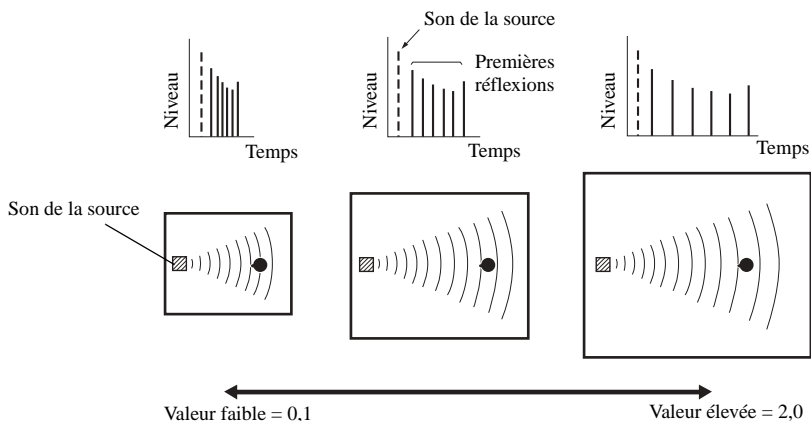 Son de la source
Niveau
Temps
Niveau
Premières
réflexions
Temps
Niveau
Temps
Son de la source
Valeur faible = 0,1
Valeur élevée = 2,0